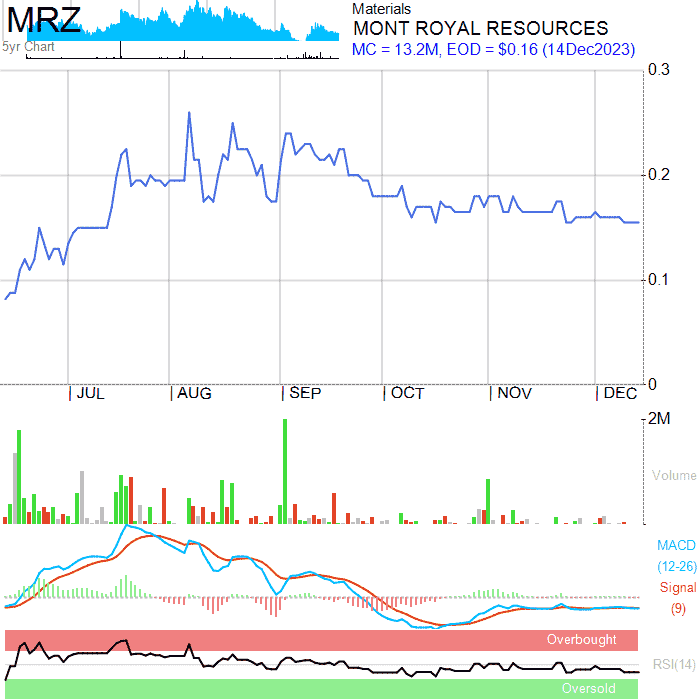 MRZ
5yr Chart
Materials
MONT ROYAL RESOURCES
MC = 13.2M, EOD = $0.16 (14Dec2023)
0.3
0.2
0.1
0
JUL AUG SEP OCT NOV DEC
2M
Volume
MACD
(12-26)
Signal
(9)
Overbought
RSI(14)
Oversold